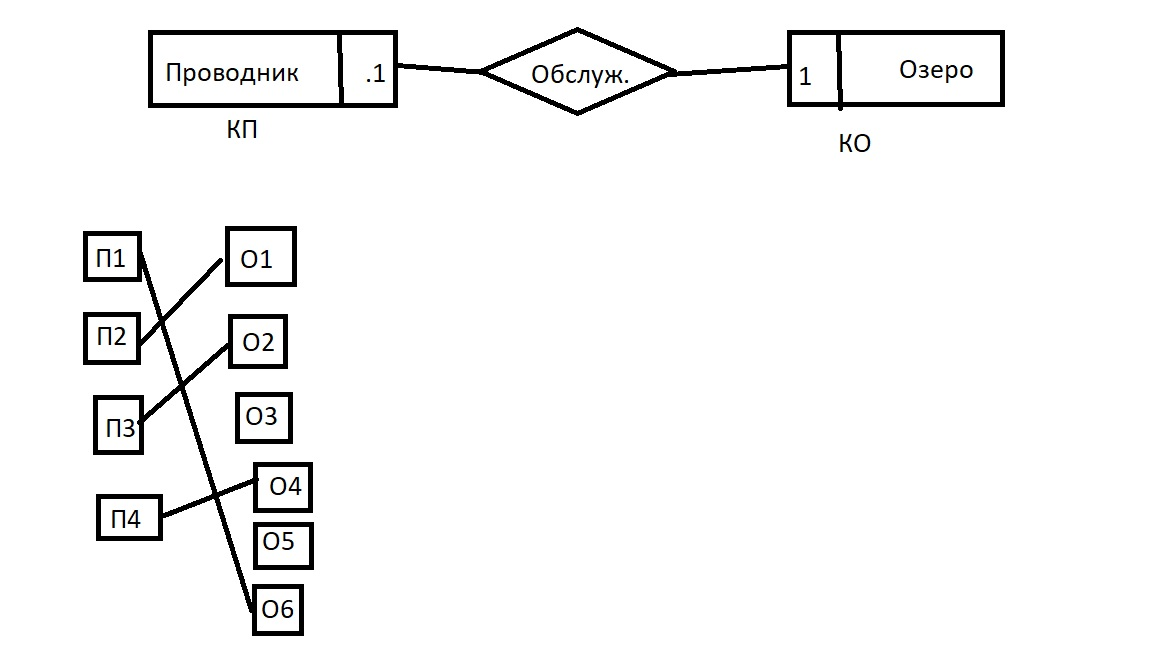 Проводник .1 Обслуж. 1 Озеро
КП КО
П1 О1
П2 О2
П3 О3
П4 О4
О5
О6